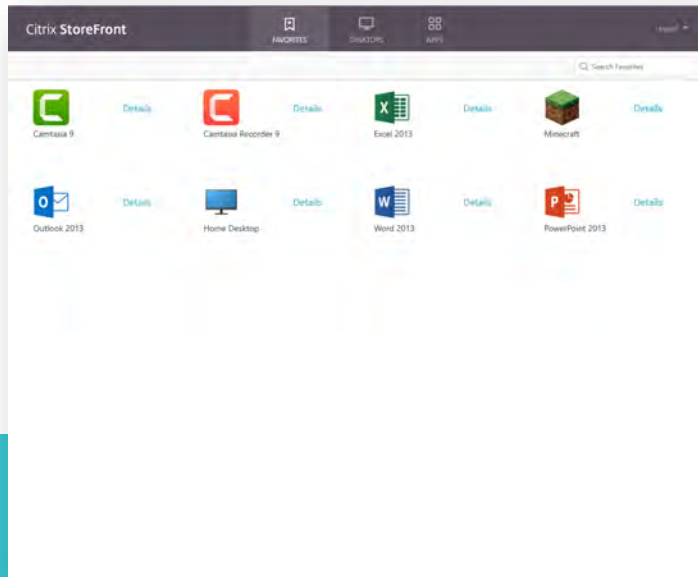 Citrix StoreFront
FAVORITES
DESKTOPS
APPS
Search Favorites
Camtasia 9
Details
Camtasia Recorder 9
Details
Excel 2013
Details
Minecraft
Details
Outlook 2013
Details
Home Desktop
Details
Word 2013
Details
PowerPoint 2013
Details